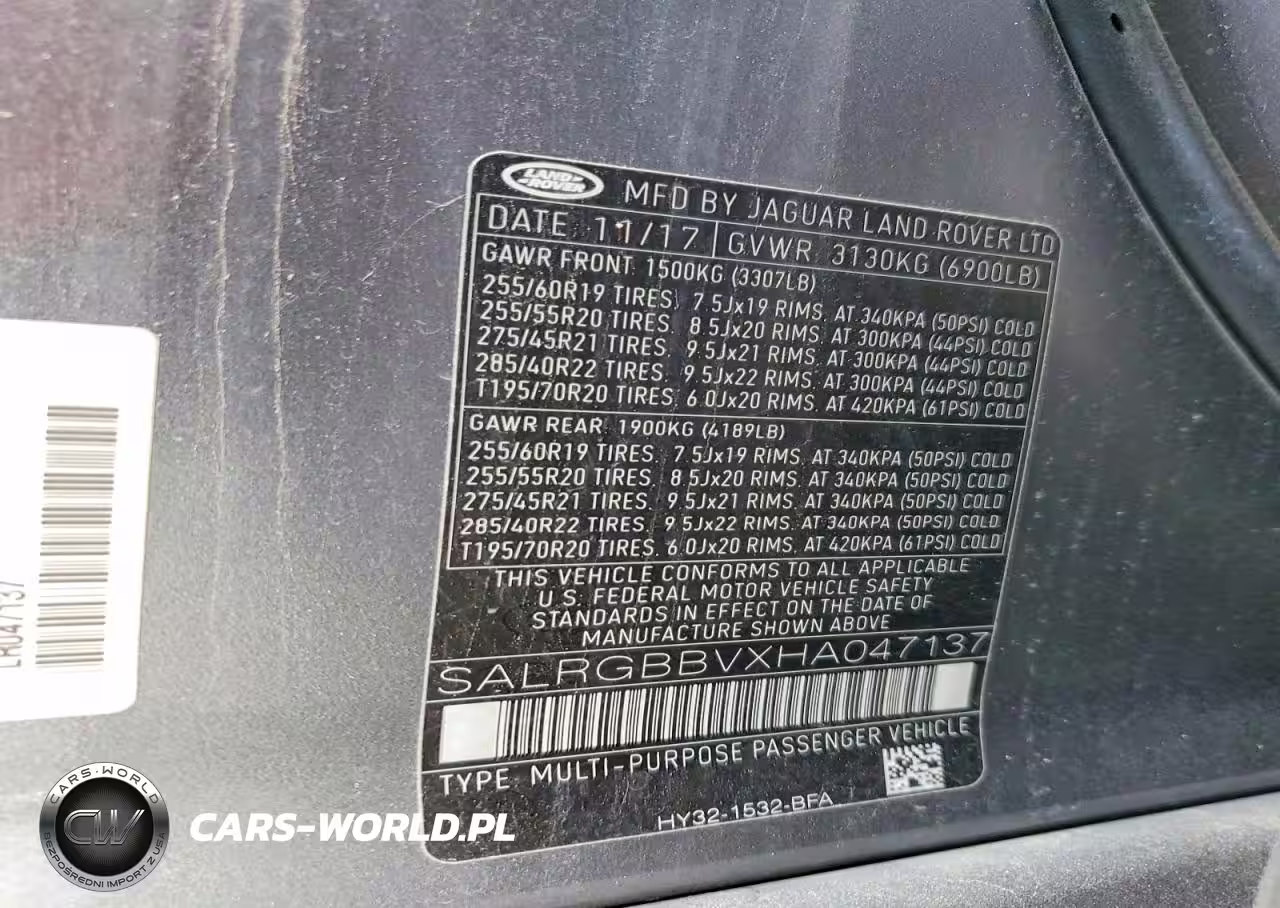 LAND ROVER
MFD BY JAGUAR LAND ROVER LTD
DATE 11/17 GVWR 3130KG (6900LB)
GAWR FRONT. 1500KG (3307LB)
255/60R19 TIRES. 7.5Jx19 RIMS. AT 340KPA (50PSI) COLD
255/55R20 TIRES. 8.5Jx20 RIMS. AT 300KPA (44PSI) COLD
275/45R21 TIRES. 9.5Jx21 RIMS. AT 300KPA (44PSI) COLD
285/40R22 TIRES. 9.5Jx22 RIMS. AT 300KPA (44PSI) COLD
T195/70R20 TIRES. 6.0Jx20 RIMS. AT 420KPA (61PSI) COLD
GAWR REAR. 1900KG (4189LB)
255/60R19 TIRES. 7.5Jx19 RIMS. AT 340KPA (50PSI) COLD
255/55R20 TIRES. 8.5Jx20 RIMS. AT 340KPA (50PSI) COLD
275/45R21 TIRES. 9.5Jx21 RIMS. AT 340KPA (50PSI) COLD
285/40R22 TIRES. 9.5Jx22 RIMS. AT 340KPA (50PSI) COLD
T195/70R20 TIRES. 6.0Jx20 RIMS. AT 420KPA (61PSI) COLD
THIS VEHICLE CONFORMS TO ALL APPLICABLE
U.S. FEDERAL MOTOR VEHICLE SAFETY
STANDARDS IN EFFECT ON THE DATE OF
MANUFACTURE SHOWN ABOVE
SALRGBBVXHA047137
TYPE MULTI-PURPOSE PASSENGER VEHICLE
HY32-1532-BFA
047137
CARS-WORLD
CW
BEZPOŚREDNI IMPORT Z USA
CARS-WORLD.PL